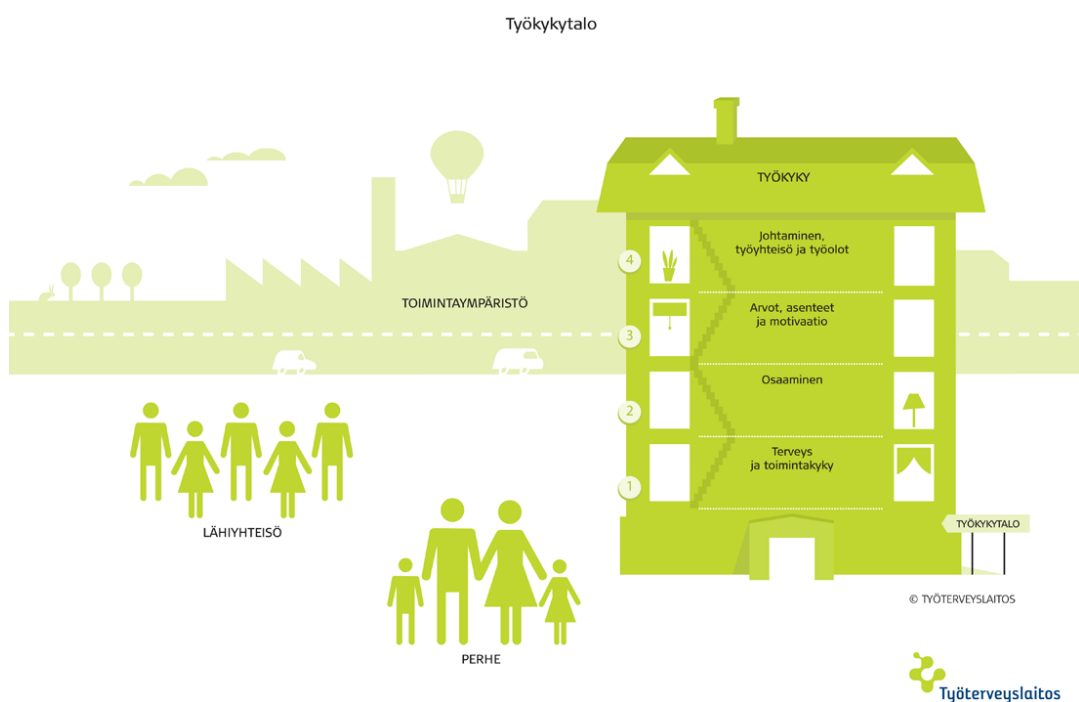 Työkykytalo
TYÖKYKY
4
Johtaminen,
työyhteisö ja työolot
TOIMINTAYMPÄRISTÖ
3
Arvot, asenteet
ja motivaatio
2
Osaaminen
1
Terveys
ja toimintakyky
LÄHIYHTEISÖ
TYÖKYKYTALO
PERHE
© TYÖTERVEYSLAITOS
Työterveyslaitos